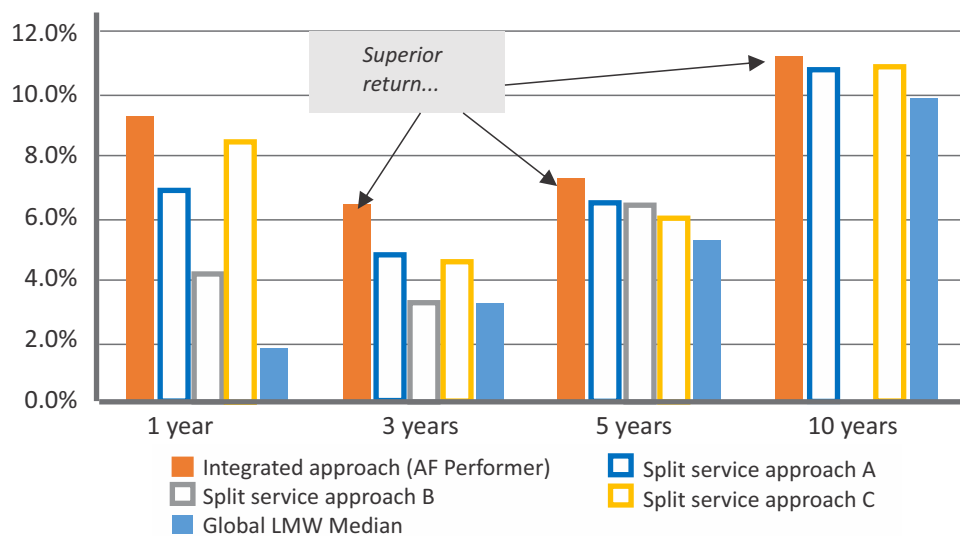 12.0%
Superior
return...
10.0%
8.0%
6.0%
4.0%
2.0%
0.0%
1 year
3 years
5 years
10 years
Integrated approach (AF Performer)
Split service approach A
Split service approach B
Split service approach C
Global LMW Median